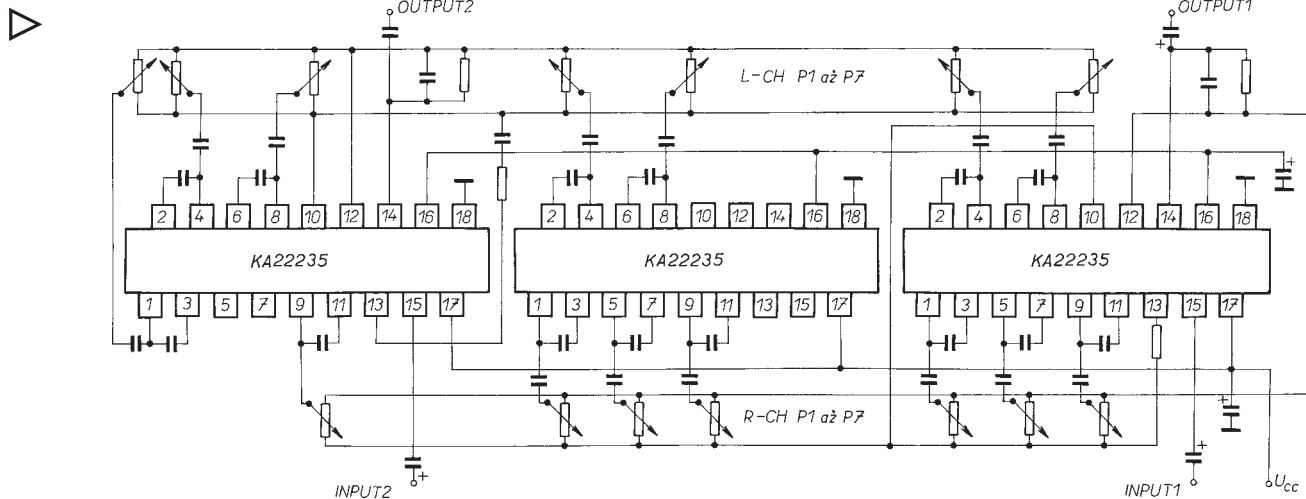 OUTPUT2
OUTPUT1
L-CH P1 až P7
2 4 6 8 10 12 14 16 18
2 4 6 8 10 12 14 16 18
2 4 6 8 10 12 14 16 18
KA22235
KA22235
KA22235
1 3 5 7 9 11 13 15 17
1 3 5 7 9 11 13 15 17
1 3 5 7 9 11 13 15 17
+
+
+
R-CH P1 až P7
+
+
INPUT2
INPUT1
Ucc